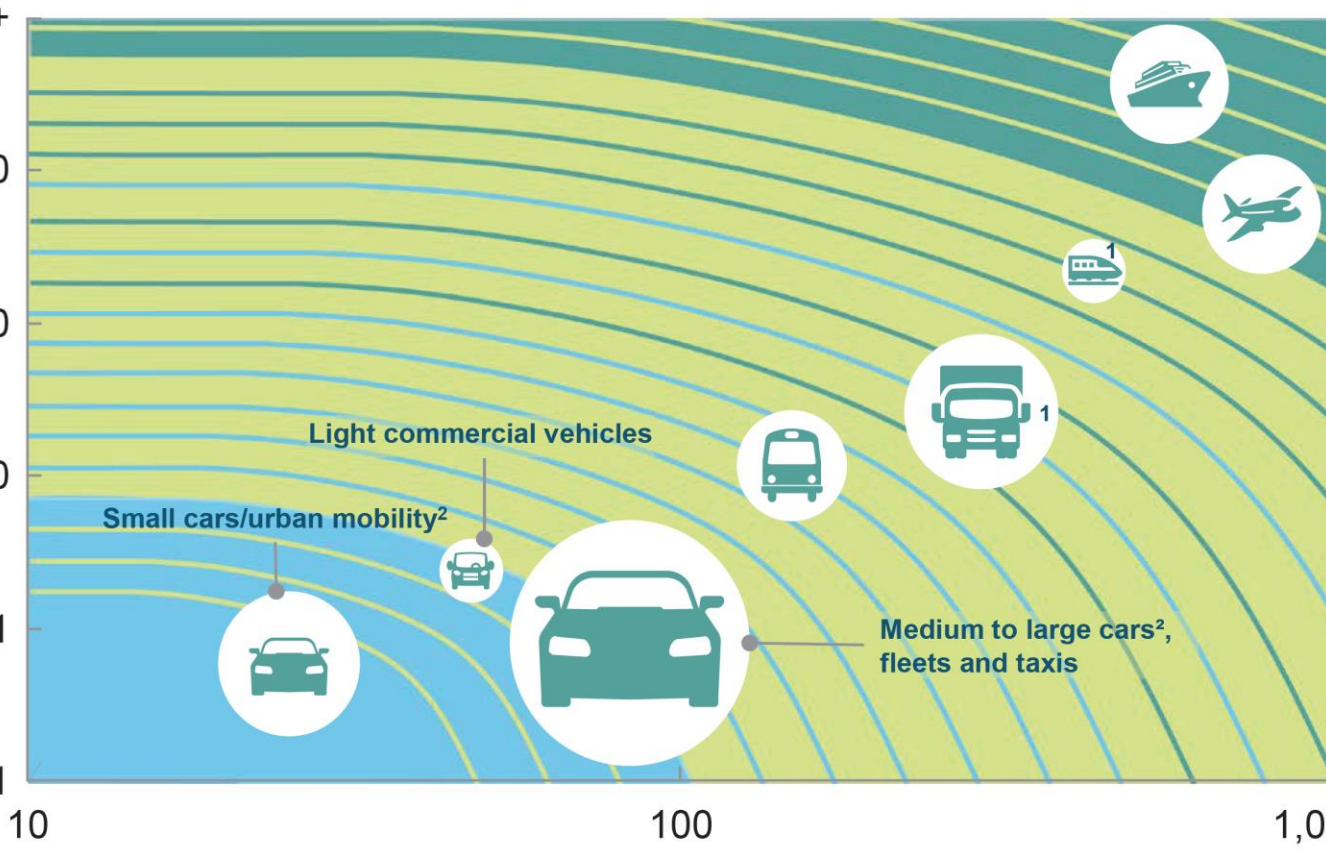 1
Light commercial vehicles
1
Small cars/urban mobility²
Medium to large cars²,
fleets and taxis
10
100